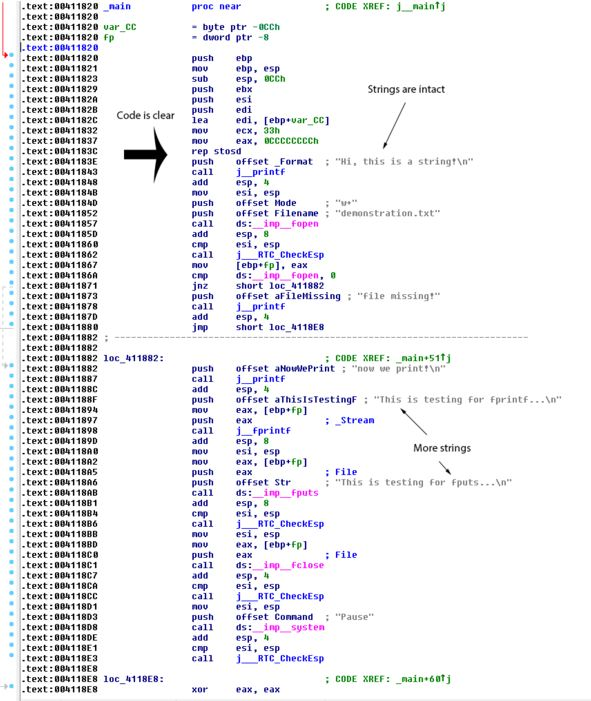 .text:00411820 _main proc near ; CODE XREF: j__main↑j
.text:00411820
.text:00411820 var_CC = byte ptr -0CCh
.text:00411820 fp = dword ptr -8
.text:00411820
.text:00411820 push ebp
.text:00411821 mov ebp, esp
.text:00411823 sub esp, 0CCh
.text:00411829 push ebx
.text:0041182A push esi
Strings are intact
.text:0041182B push edi
Code is clear
.text:0041182C lea edi, [ebp+var_CC]
.text:00411832 mov ecx, 33h
.text:00411837 mov eax, 0CCCCCCCCh
.text:0041183C rep stosd
.text:0041183E push offset _Format ; "Hi, this is a string!\n"
.text:00411843 call j__printf
.text:00411848 add esp, 4
.text:0041184B mov esi, esp
.text:0041184D push offset Mode ; "w+"
.text:00411852 push offset Filename ; "demonstration.txt"
.text:00411857 call ds:__imp__fopen
.text:0041185D add esp, 8
.text:00411860 cmp esi, esp
.text:00411862 call j___RTC_CheckEsp
.text:00411867 mov [ebp+fp], eax
.text:0041186A cmp ds:__imp__fopen, 0
.text:00411871 jnz short loc_411882
.text:00411873 push offset aFileMissing ; "file missing!"
.text:00411878 call j__printf
.text:0041187D add esp, 4
.text:00411880 jmp short loc_4118E8
.text:00411882 ; ---------------------------------------------------------------------------
.text:00411882
.text:00411882 loc_411882: ; CODE XREF: _main+51↑j
.text:00411882 push offset aNowWePrint ; "now we print!\n"
.text:00411887 call j__printf
.text:0041188C add esp, 4
.text:0041188F push offset aThisIsTestingF ; "This is testing for fprintf...\n"
.text:00411894 mov eax, [ebp+fp]
.text:00411897 push eax ; _Stream
.text:00411898 call j__fprintf
.text:0041189D add esp, 8
.text:004118A0 mov esi, esp
More strings
.text:004118A2 mov eax, [ebp+fp]
.text:004118A5 push eax ; File
.text:004118A6 push offset Str ; "This is testing for fputs...\n"
.text:004118AB call ds:__imp__fputs
.text:004118B1 add esp, 8
.text:004118B4 cmp esi, esp
.text:004118B6 call j___RTC_CheckEsp
.text:004118BB mov esi, esp
.text:004118BD mov eax, [ebp+fp]
.text:004118C0 push eax ; File
.text:004118C1 call ds:__imp__fclose
.text:004118C7 add esp, 4
.text:004118CA cmp esi, esp
.text:004118CC call j___RTC_CheckEsp
.text:004118D1 mov esi, esp
.text:004118D3 push offset Command ; "Pause"
.text:004118D8 call ds:__imp__system
.text:004118DE add esp, 4
.text:004118E1 cmp esi, esp
.text:004118E3 call j___RTC_CheckEsp
.text:004118E8
.text:004118E8 loc_4118E8: ; CODE XREF: _main+60↑j
.text:004118E8 xor eax, eax